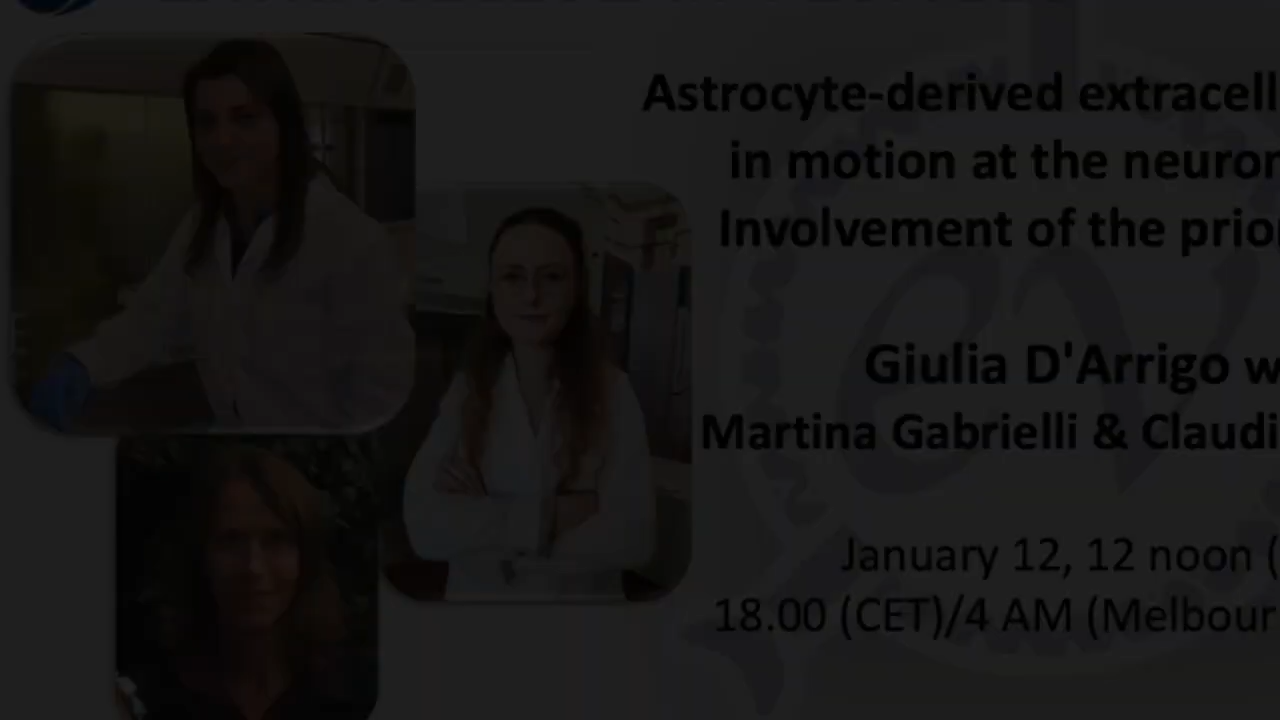 Astrocyte-derived extracell
in motion at the neuron
Involvement of the prio
Giulia D'Arrigo w
Martina Gabrielli & Claudi
January 12, 12 noon (
18.00 (CET)/4 AM (Melbour